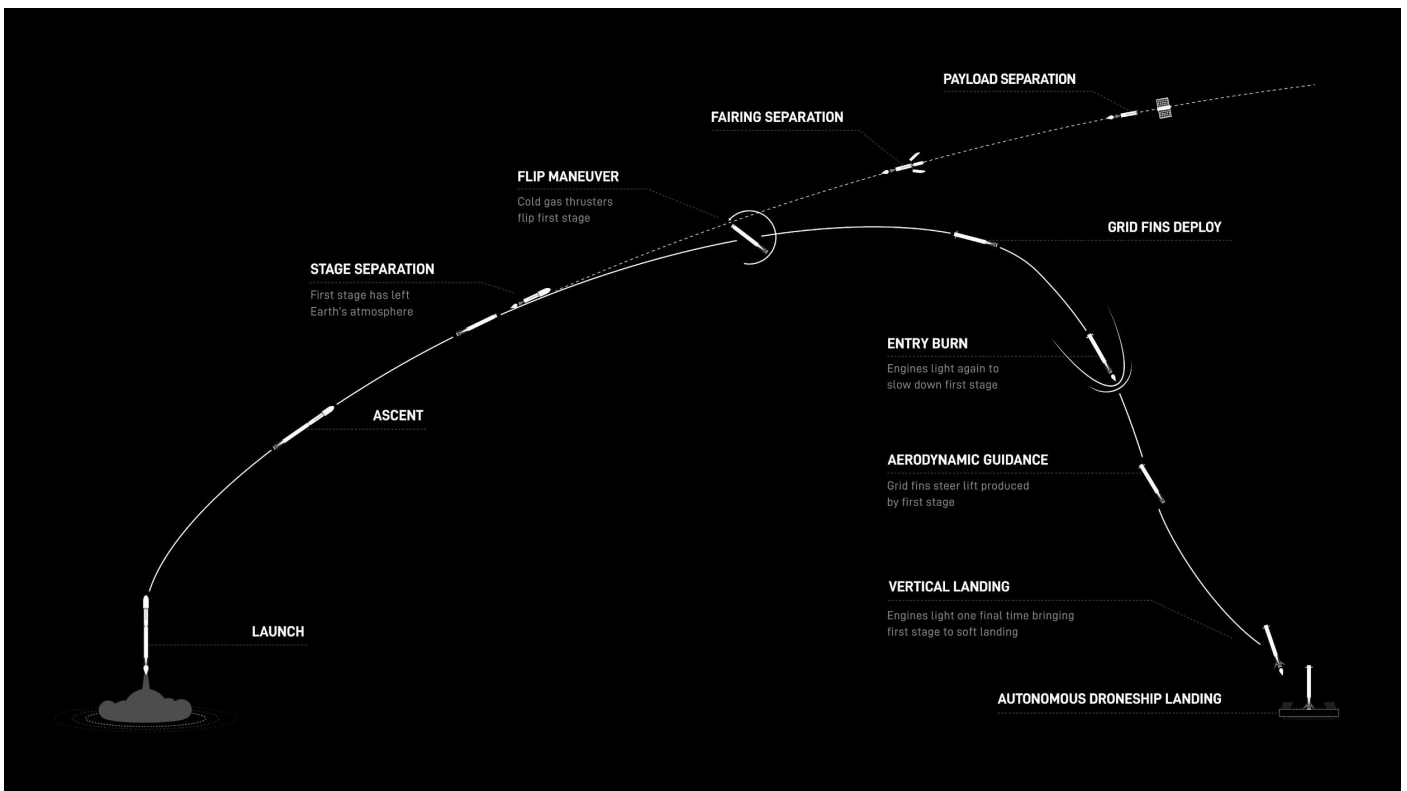 PAYLOAD SEPARATION
FAIRING SEPARATION
FLIP MANEUVER
Cold gas thrusters
flip first stage
GRID FINS DEPLOY
STAGE SEPARATION
First stage has left
Earth's atmosphere
ENTRY BURN
Engines light again to
slow down first stage
ASCENT
AERODYNAMIC GUIDANCE
Grid fins steer lift produced
by first stage
VERTICAL LANDING
Engines light one final time bringing
first stage to soft landing
LAUNCH
AUTONOMOUS DRONESHIP LANDING